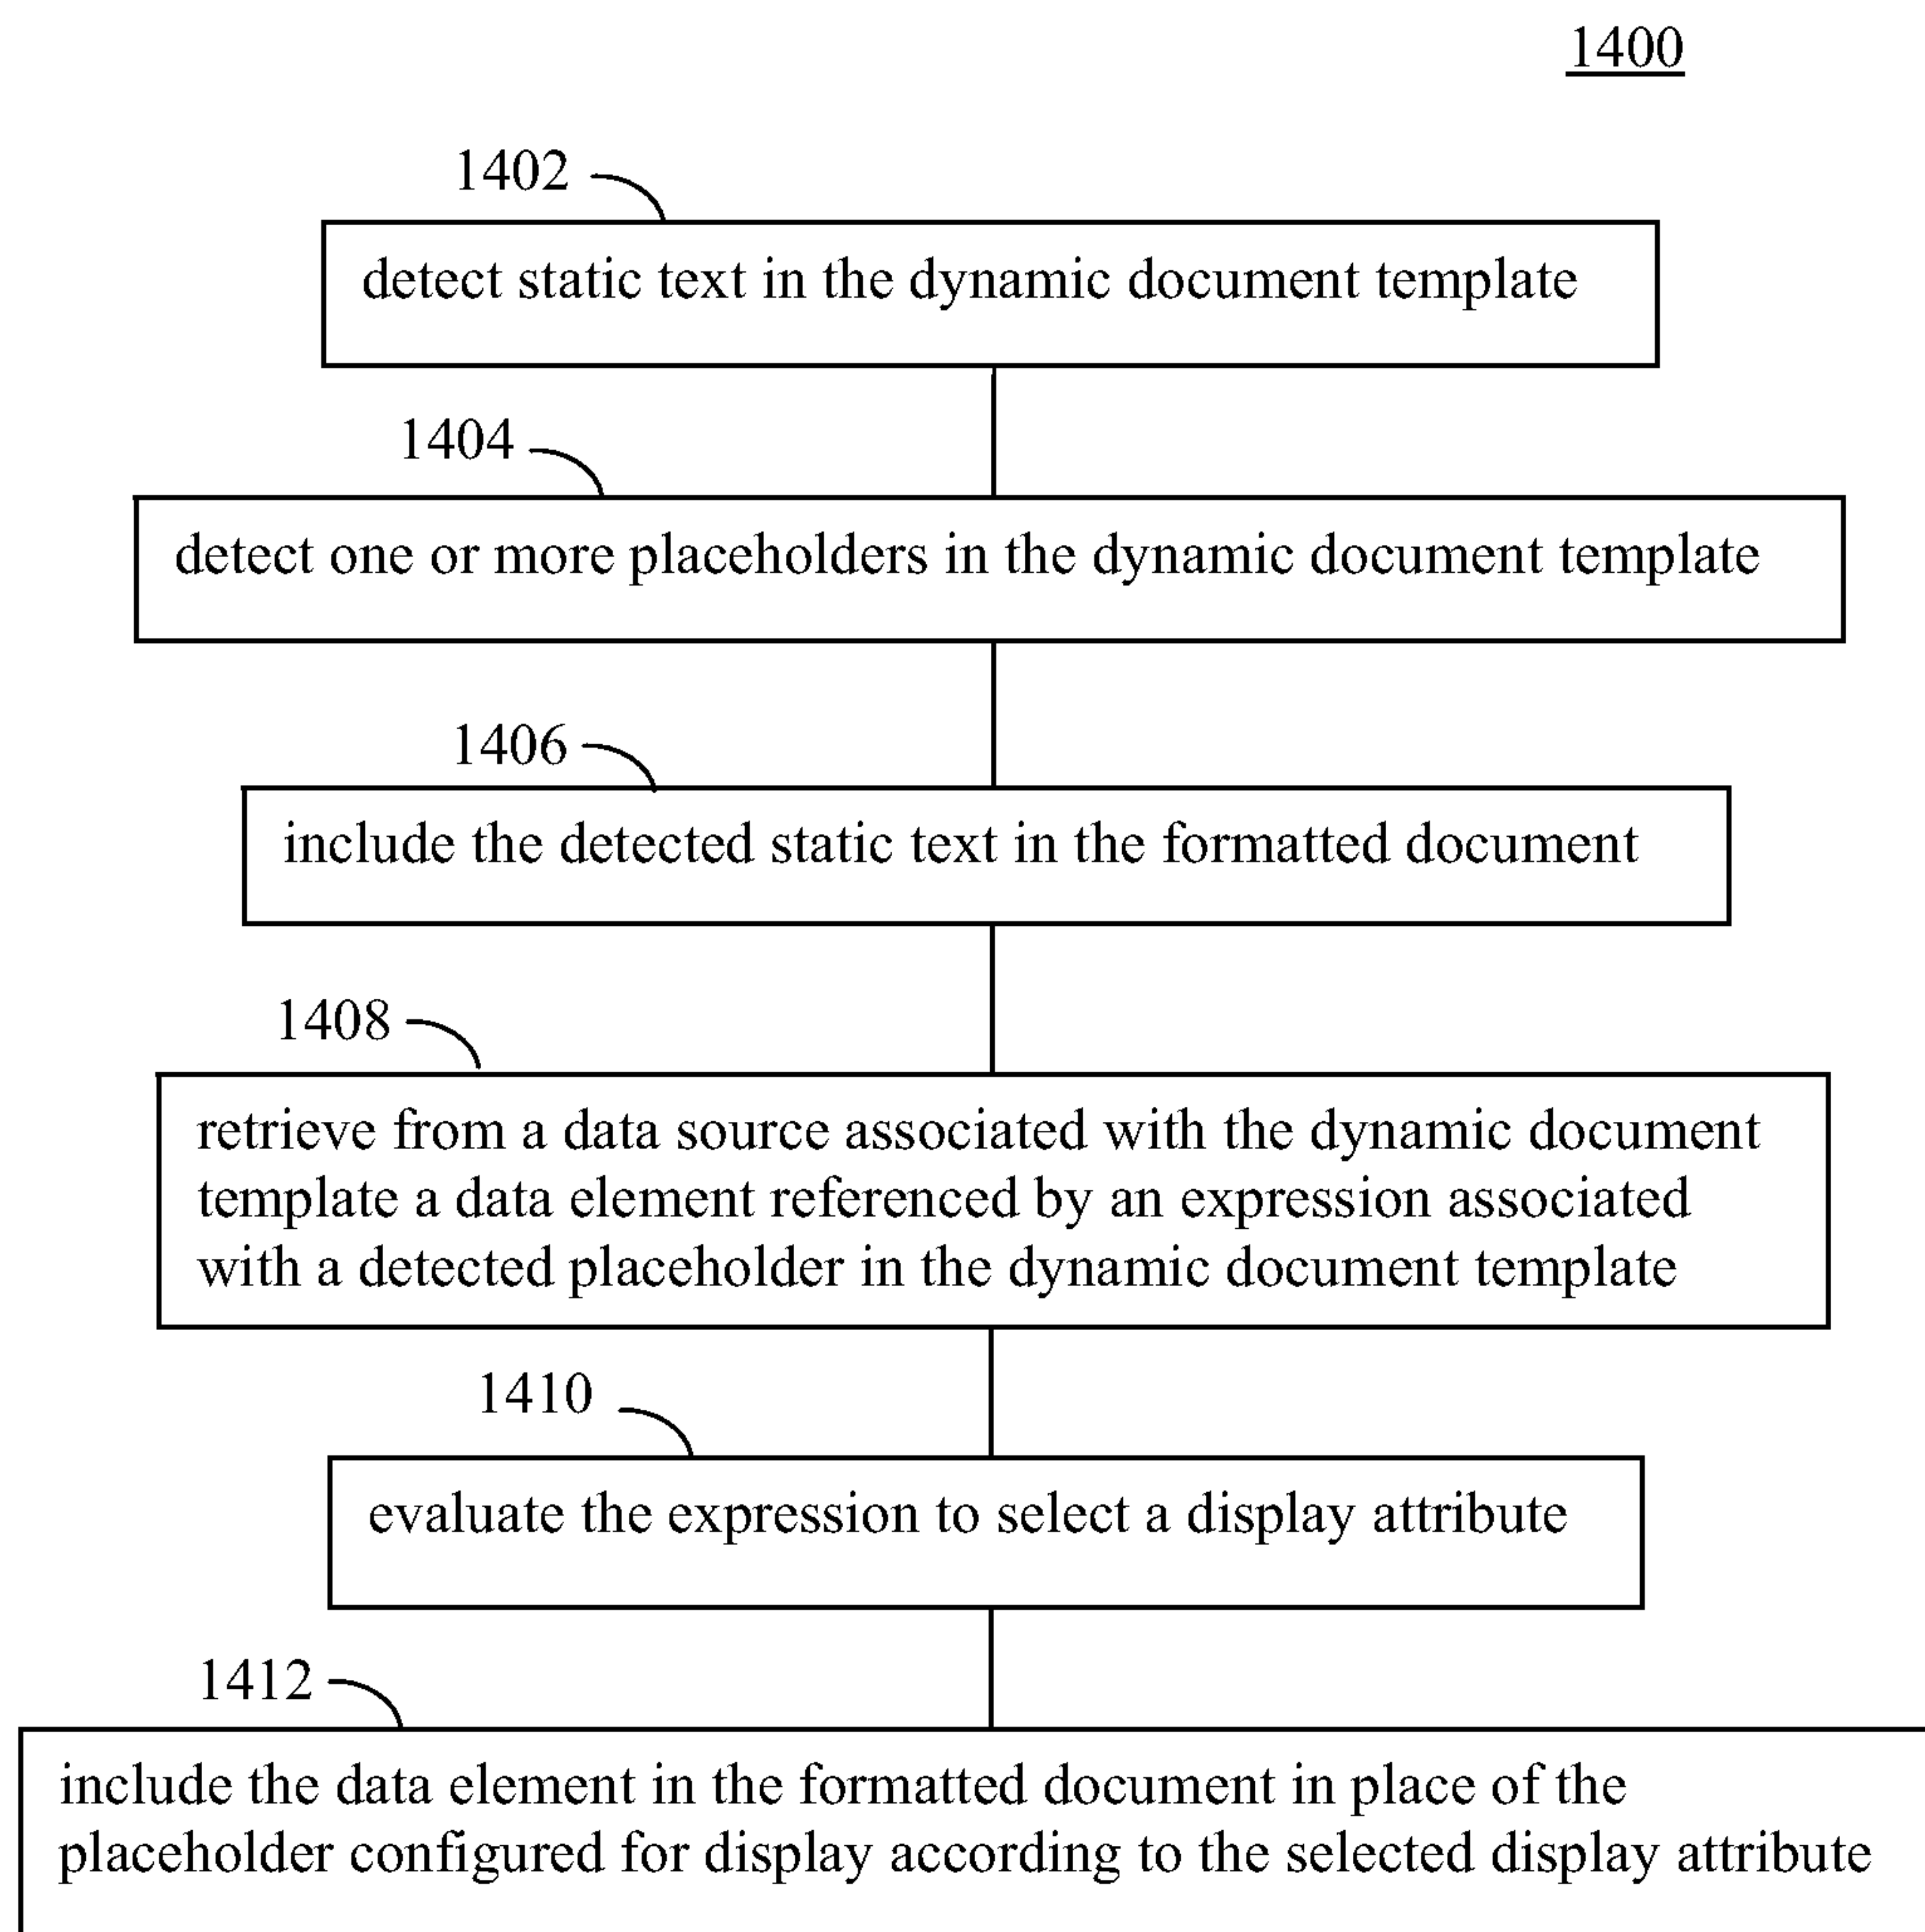 1400
1402
detect static text in the dynamic document template
1404
detect one or more placeholders in the dynamic document template
1406
include the detected static text in the formatted document
1408
retrieve from a data source associated with the dynamic document
template a data element referenced by an expression associated
with a detected placeholder in the dynamic document template
1410
evaluate the expression to select a display attribute
1412
include the data element in the formatted document in place of the
placeholder configured for display according to the selected display attribute